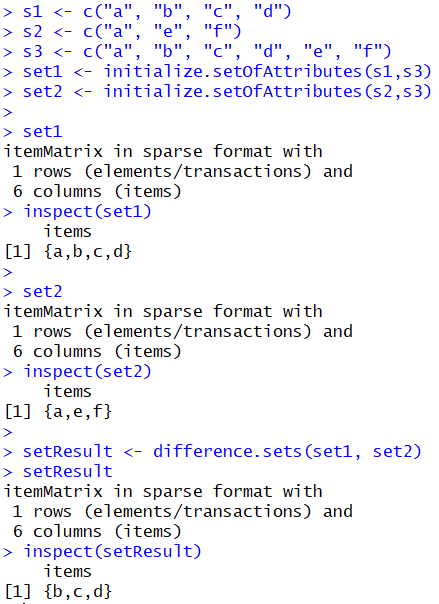 > s1 <- c("a", "b", "c", "d")
> s2 <- c("a", "e", "f")
> s3 <- c("a", "b", "c", "d", "e", "f")
> set1 <- initialize.setOfAttributes(s1,s3)
> set2 <- initialize.setOfAttributes(s2,s3)
>
> set1
itemMatrix in sparse format with
 1 rows (elements/transactions) and
 6 columns (items)
> inspect(set1)
    items
[1] {a,b,c,d}
>
> set2
itemMatrix in sparse format with
 1 rows (elements/transactions) and
 6 columns (items)
> inspect(set2)
    items
[1] {a,e,f}
>
> setResult <- difference.sets(set1, set2)
> setResult
itemMatrix in sparse format with
 1 rows (elements/transactions) and
 6 columns (items)
> inspect(setResult)
    items
[1] {b,c,d}